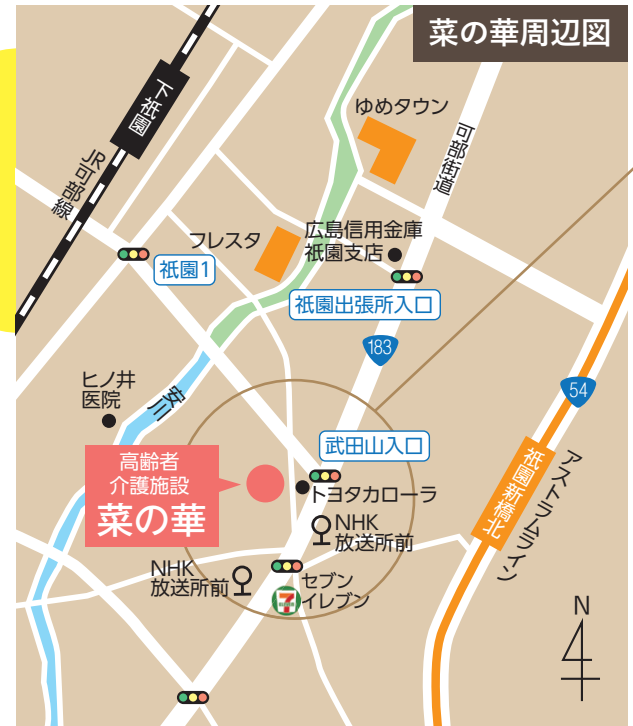 菜の華周辺図
下祇園
JR可部線
ゆめタウン
可部街道
フレスタ
広島信用金庫
祇園支店
祇園1
祇園出張所入口
183
54
ヒノ井
医院
安川
武田山入口
高齢者
介護施設
菜の華
トヨタカローラ
NHK
放送所前
祇園新橋北
アストラムライン
NHK
放送所前
セブン
イレブン
7
N